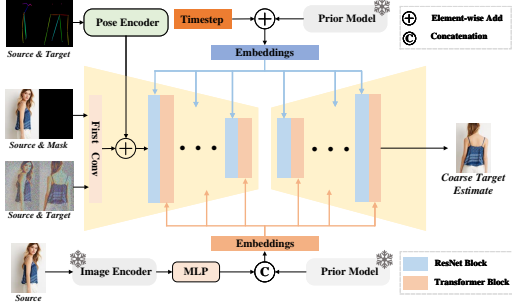 Source & Target
Pose Encoder
Timestep
Prior Model
Element-wise Add
C
Concatenation
Embeddings
Source & Mask
First Conv
Source & Target
Coarse Target
Estimate
Embeddings
Source
Image Encoder
MLP
C
Prior Model
ResNet Block
Transformer Block